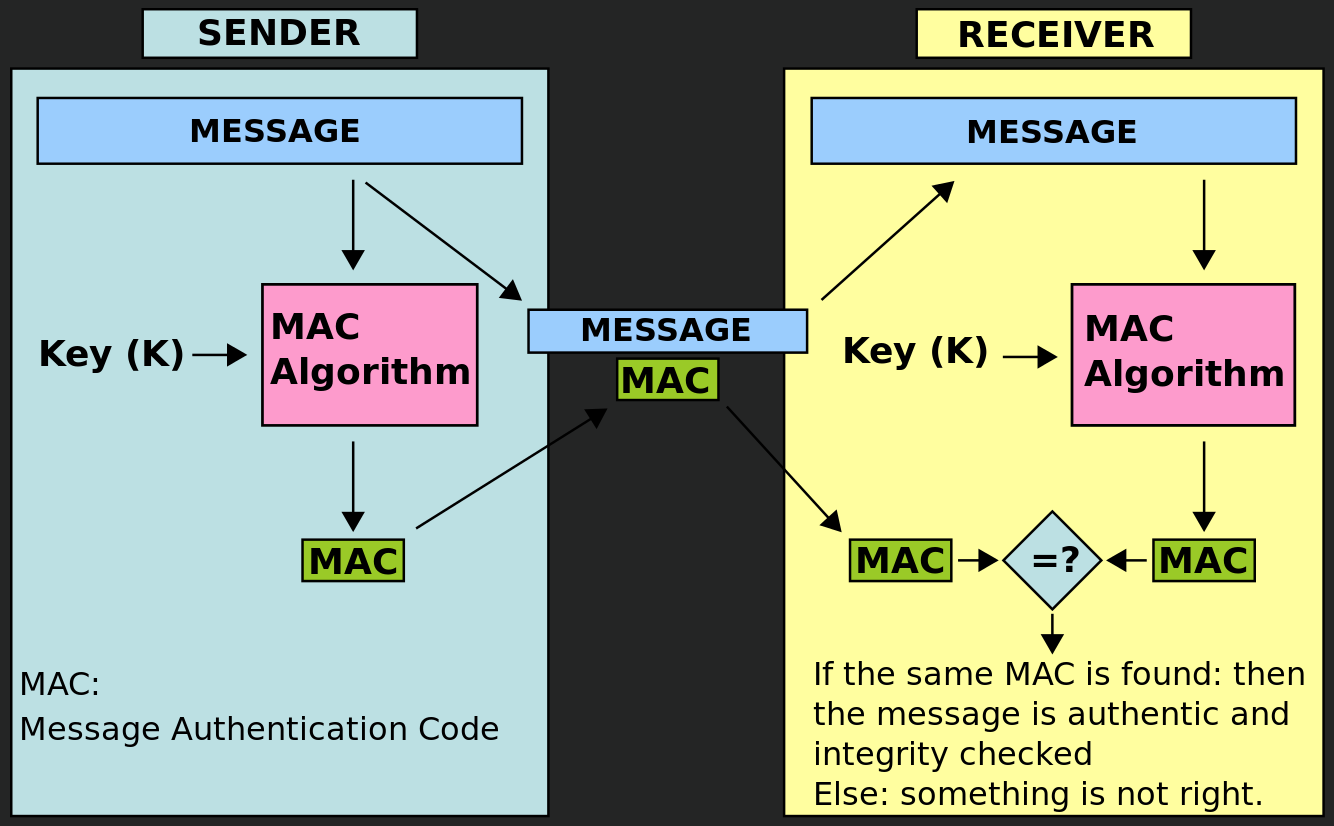 SENDER
MESSAGE
Key (K)
MAC
Algorithm
MAC
MAC:
Message Authentication Code
MESSAGE
MAC
RECEIVER
MESSAGE
Key (K)
MAC
Algorithm
MAC
=?
MAC
If the same MAC is found: then
the message is authentic and
integrity checked
Else: something is not right.